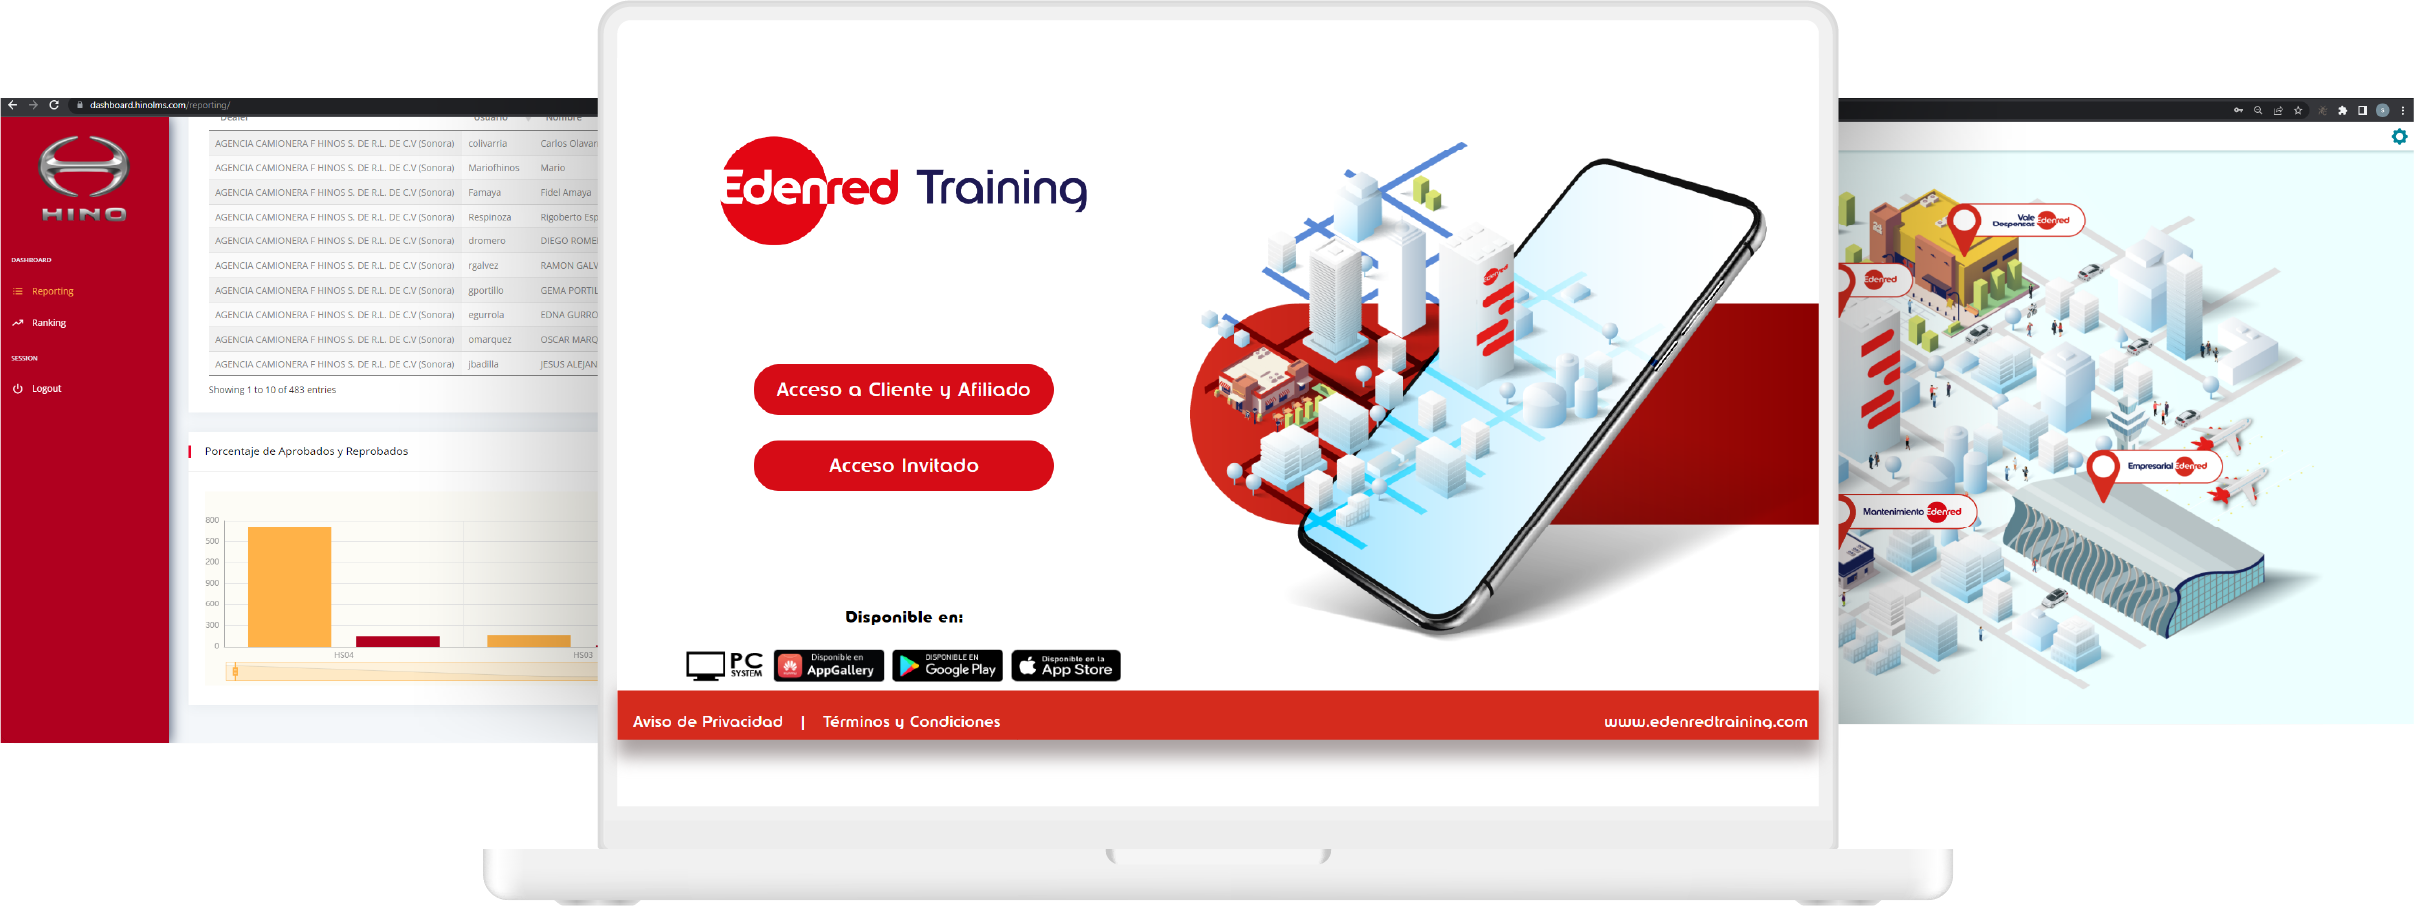 dashboard.hinolms.com/reporting/
HINO
DASHBOARD
Reporting
Ranking
SESSION
Logout
Dealer Usuario Nombre
AGENCIA CAMIONERA F HINOS S. DE R.L. DE C.V (Sonora) colivarria Carlos Olavarr
AGENCIA CAMIONERA F HINOS S. DE R.L. DE C.V (Sonora) Mariofhinos Mario
AGENCIA CAMIONERA F HINOS S. DE R.L. DE C.V (Sonora) Famaya Fidel Amaya
AGENCIA CAMIONERA F HINOS S. DE R.L. DE C.V (Sonora) Respinoza Rigoberto Esp
AGENCIA CAMIONERA F HINOS S. DE R.L. DE C.V (Sonora) dromero DIEGO ROME
AGENCIA CAMIONERA F HINOS S. DE R.L. DE C.V (Sonora) rgalvez RAMON GALV
AGENCIA CAMIONERA F HINOS S. DE R.L. DE C.V (Sonora) gportillo GEMA PORTIL
AGENCIA CAMIONERA F HINOS S. DE R.L. DE C.V (Sonora) egurrola EDNA GURRO
AGENCIA CAMIONERA F HINOS S. DE R.L. DE C.V (Sonora) omarquez OSCAR MARQ
AGENCIA CAMIONERA F HINOS S. DE R.L. DE C.V (Sonora) jbadilla JESUS ALEJAN
Showing 1 to 10 of 483 entries
Porcentaje de Aprobados y Reprobados
800
500
200
900
600
300
0
HS04 HS03
Edenred Training
Acceso a Cliente y Afiliado
Acceso Invitado
Disponible en:
PC
SYSTEM
Disponible en
AppGallery
DISPONIBLE EN
Google Play
Disponible en la
App Store
Aviso de Privacidad | Términos y Condiciones
www.edenredtraining.com
Edenred
Vale
Despensas Edenred
Edenred
Empresarial Edenred
Mantenimiento Edenred